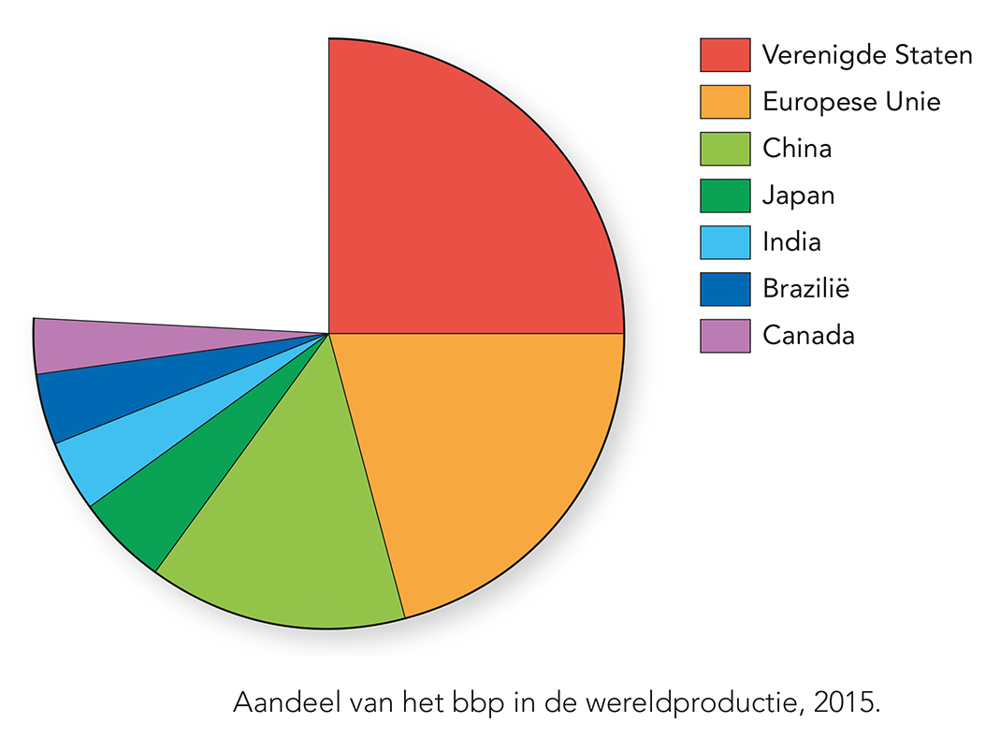 Verenigde Staten
Europese Unie
China
Japan
India
Brazilië
Canada
Aandeel van het bbp in de wereldproductie, 2015.